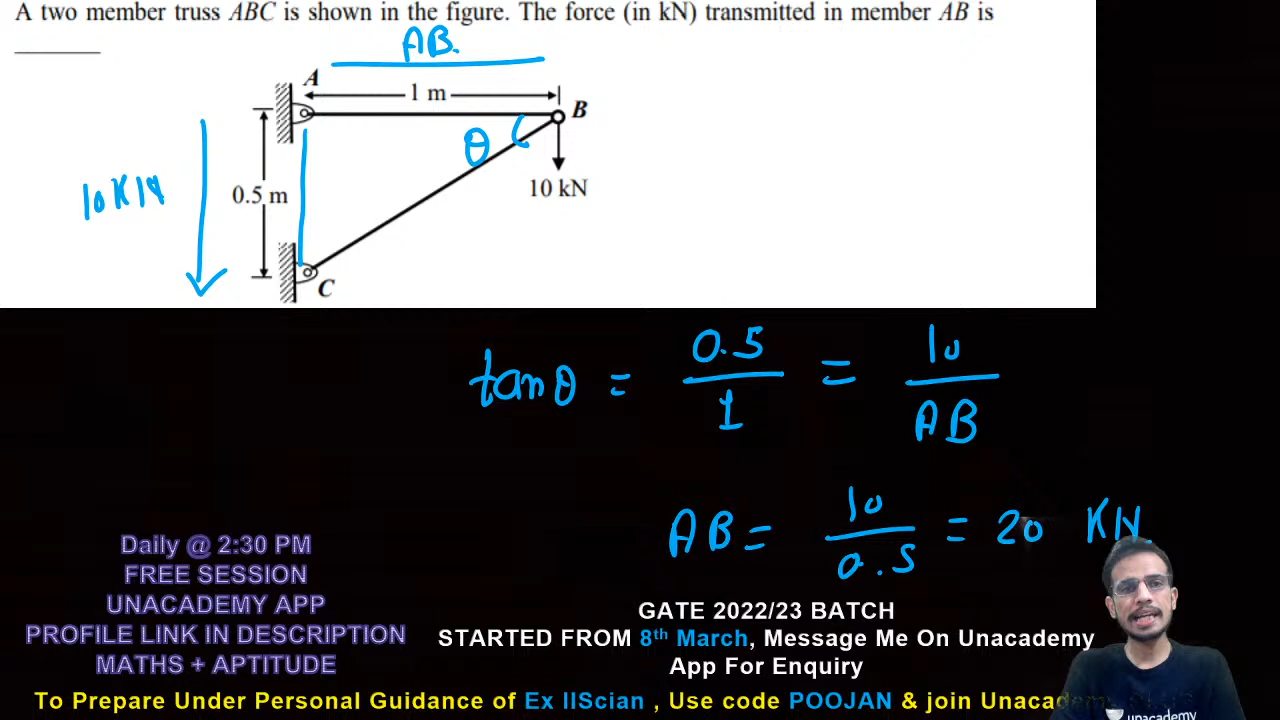 A two member truss ABC is shown in the figure. The force (in kN) transmitted in member AB is
AB.
A
1 m
B
θ
10 KN
0.5 m
10 kN
C
tanθ = 0.5/1 = 10/AB
AB = 10/0.5 = 20 KN.
Daily @ 2:30 PM
FREE SESSION
UNACADEMY APP
PROFILE LINK IN DESCRIPTION
MATHS + APTITUDE
GATE 2022/23 BATCH
STARTED FROM 8th March, Message Me On Unacademy
App For Enquiry
To Prepare Under Personal Guidance of Ex IIScian , Use code POOJAN & join Unacad
unacademy